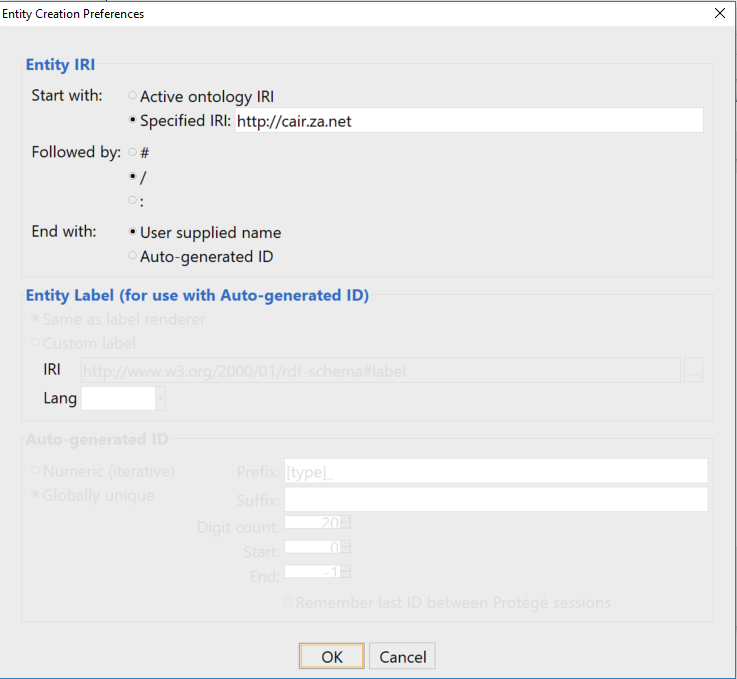 Entity Creation Preferences
Entity IRI
Start with: Active ontology IRI
Specified IRI: http://cair.za.net
Followed by: #
/
:
End with: User supplied name
Auto-generated ID
Entity Label (for use with Auto-generated ID)
Same as label renderer
Custom label
IRI http://www.w3.org/2000/01/rdf-schema#label ...
Lang
Auto-generated ID
Numeric (iterative) Prefix: [type]_
Globally unique Suffix:
Digit count: 20
Start: 0
End: -1
Remember last ID between Protégé sessions
OK Cancel